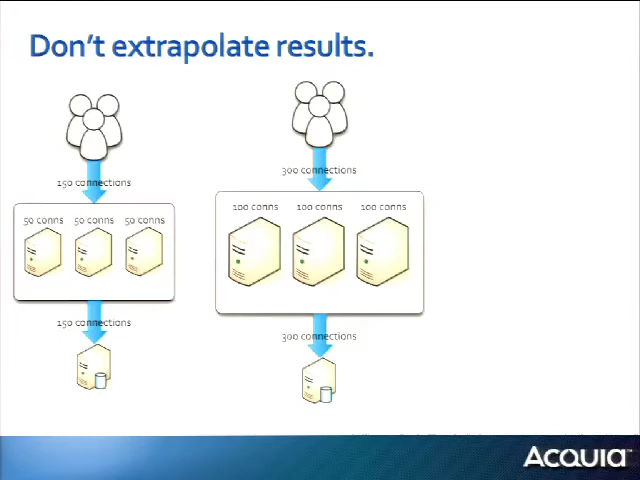 Don't extrapolate results.
150 connections
50 conns 50 conns 50 conns
150 connections
300 connections
100 conns 100 conns 100 conns
300 connections
Acquia™